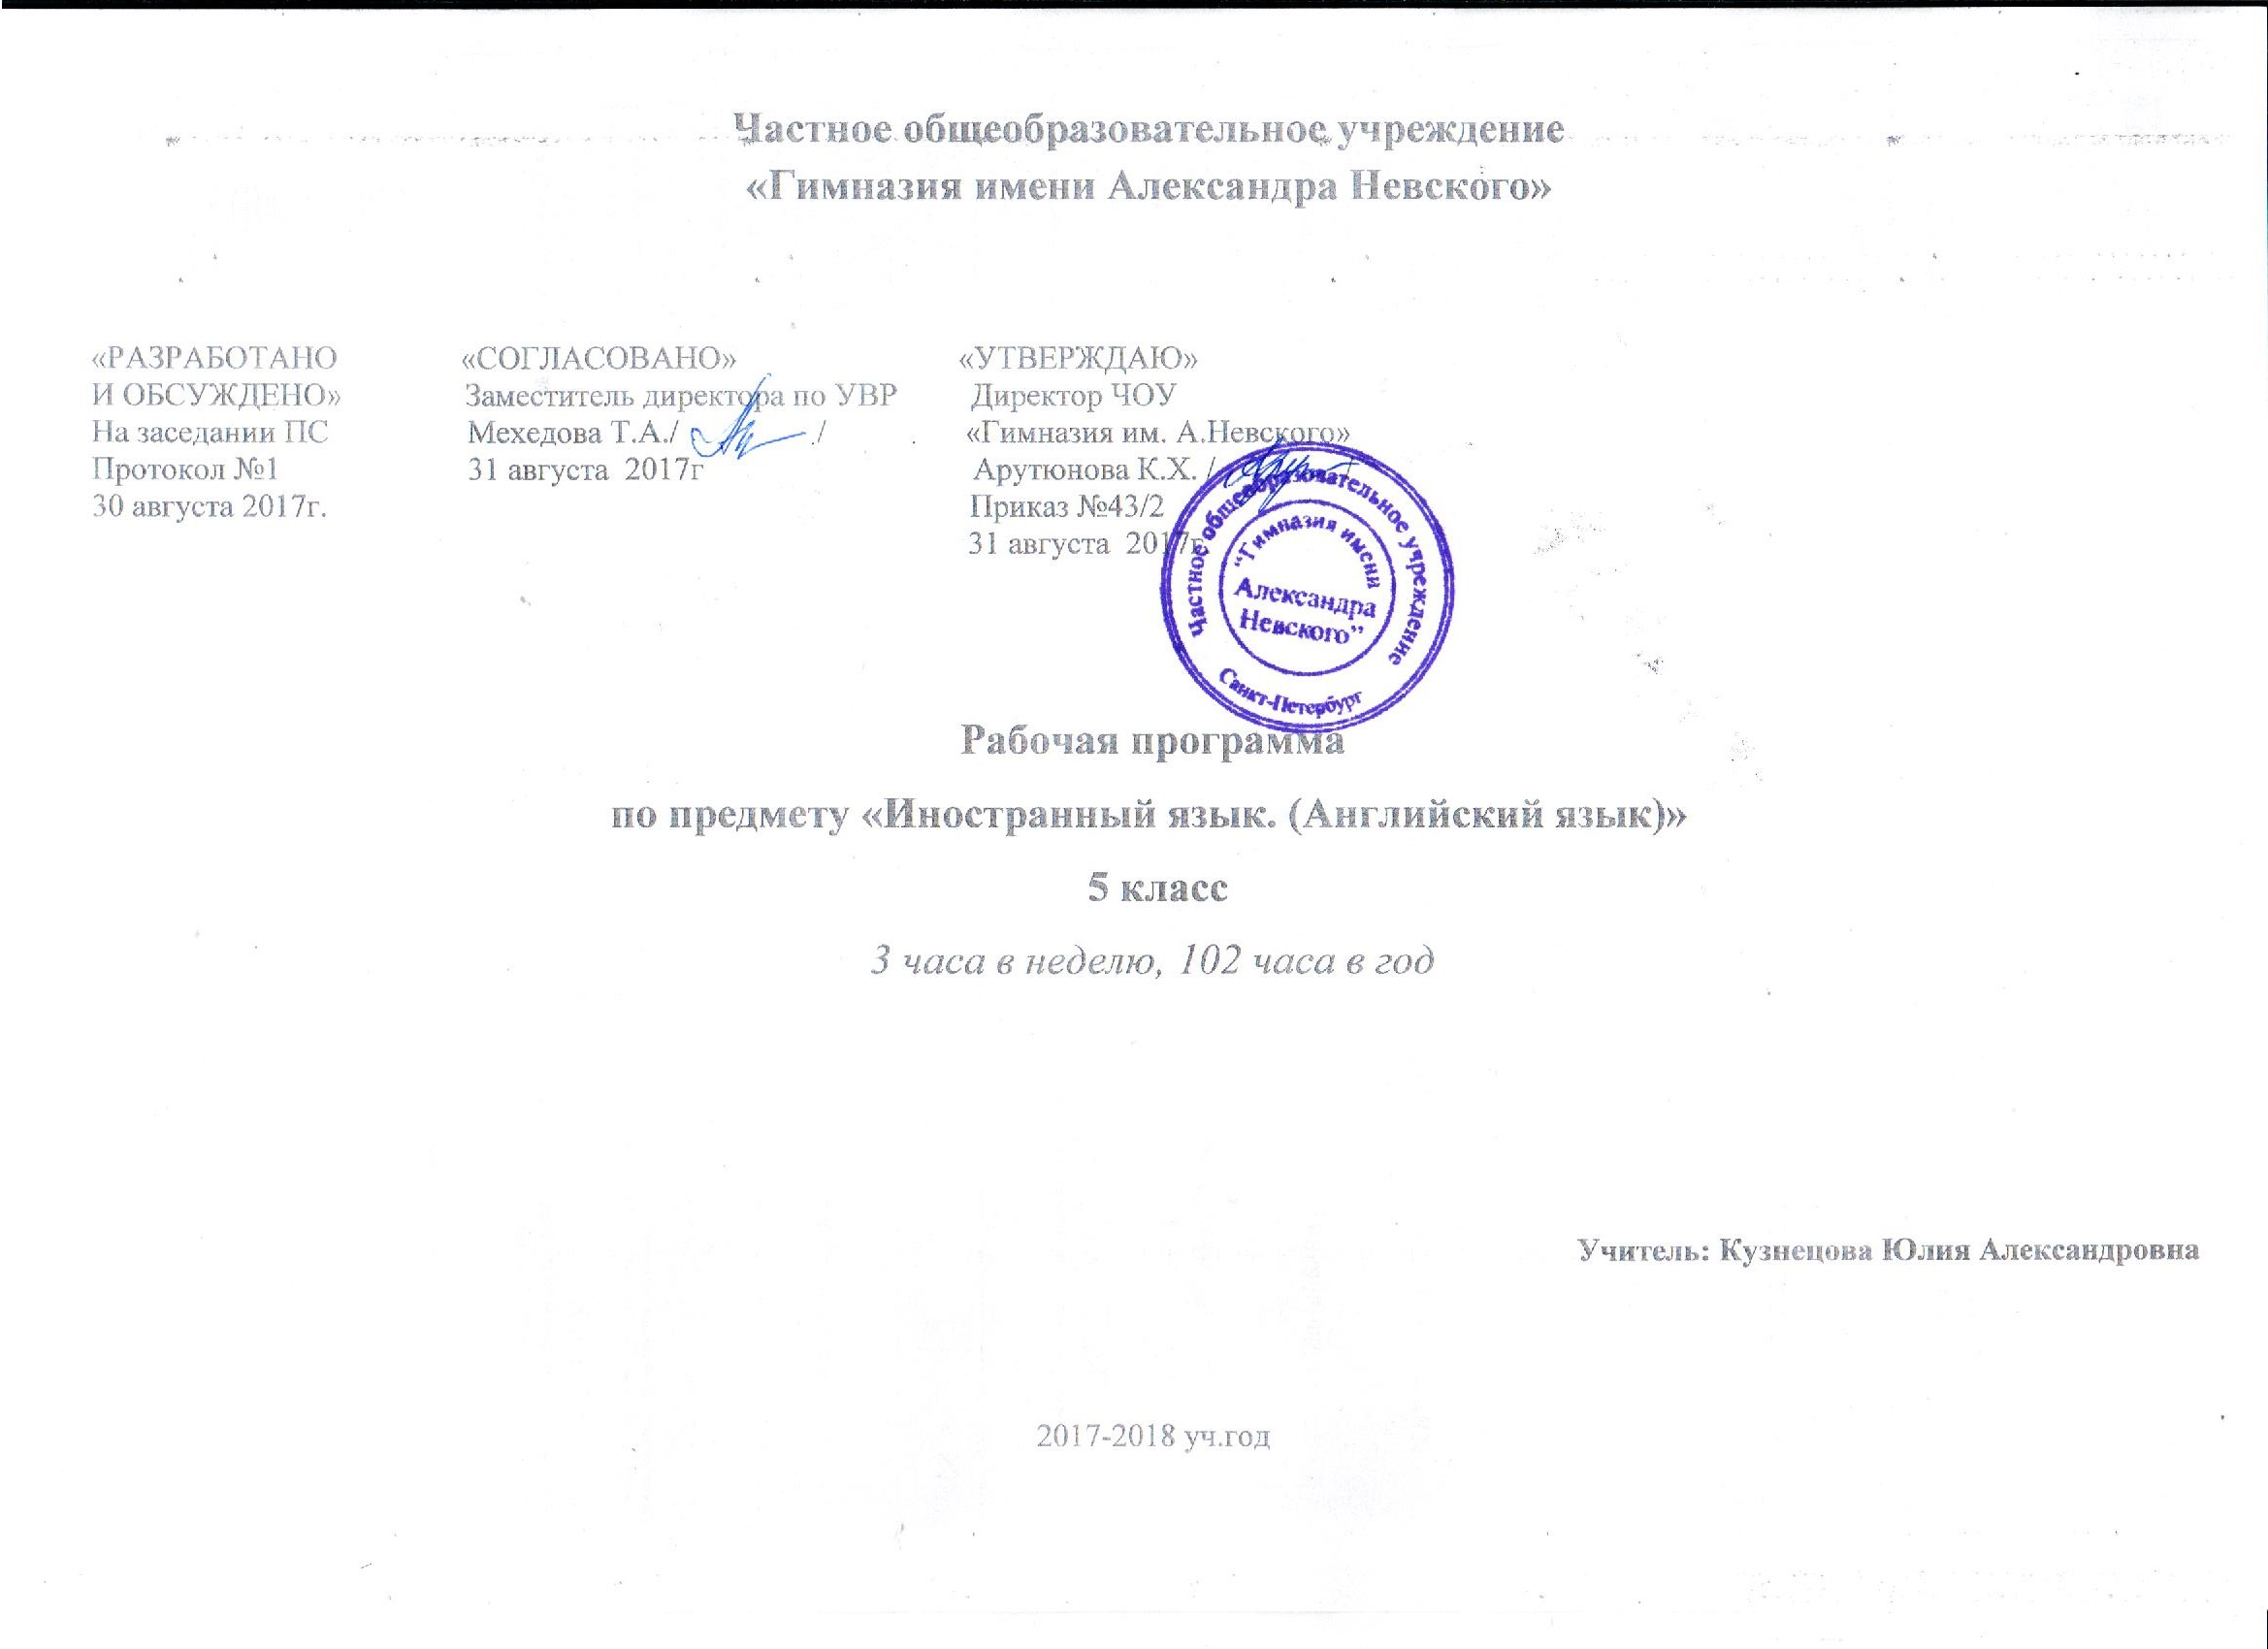 Частное общеобразовательное учреждение
«Гимназия имени Александра Невского»
«РАЗРАБОТАНО
И ОБСУЖДЕНО»
На заседании ПС
Протокол №1
30 августа 2017г.
«СОГЛАСОВАНО»
Заместитель директора по УВР
Мехедова Т.А./ /
31 августа 2017г
«УТВЕРЖДАЮ»
Директор ЧОУ
«Гимназия им. А.Невского»
Арутюнова К.Х. / /
Приказ №43/2
31 августа 2017г
Частное общеобразовательное учреждение
"Гимназия имени
Александра
Невского"
Санкт-Петербург
Рабочая программа
по предмету «Иностранный язык. (Английский язык)»
5 класс
3 часа в неделю, 102 часа в год
Учитель: Кузнецова Юлия Александровна
2017-2018 уч.год